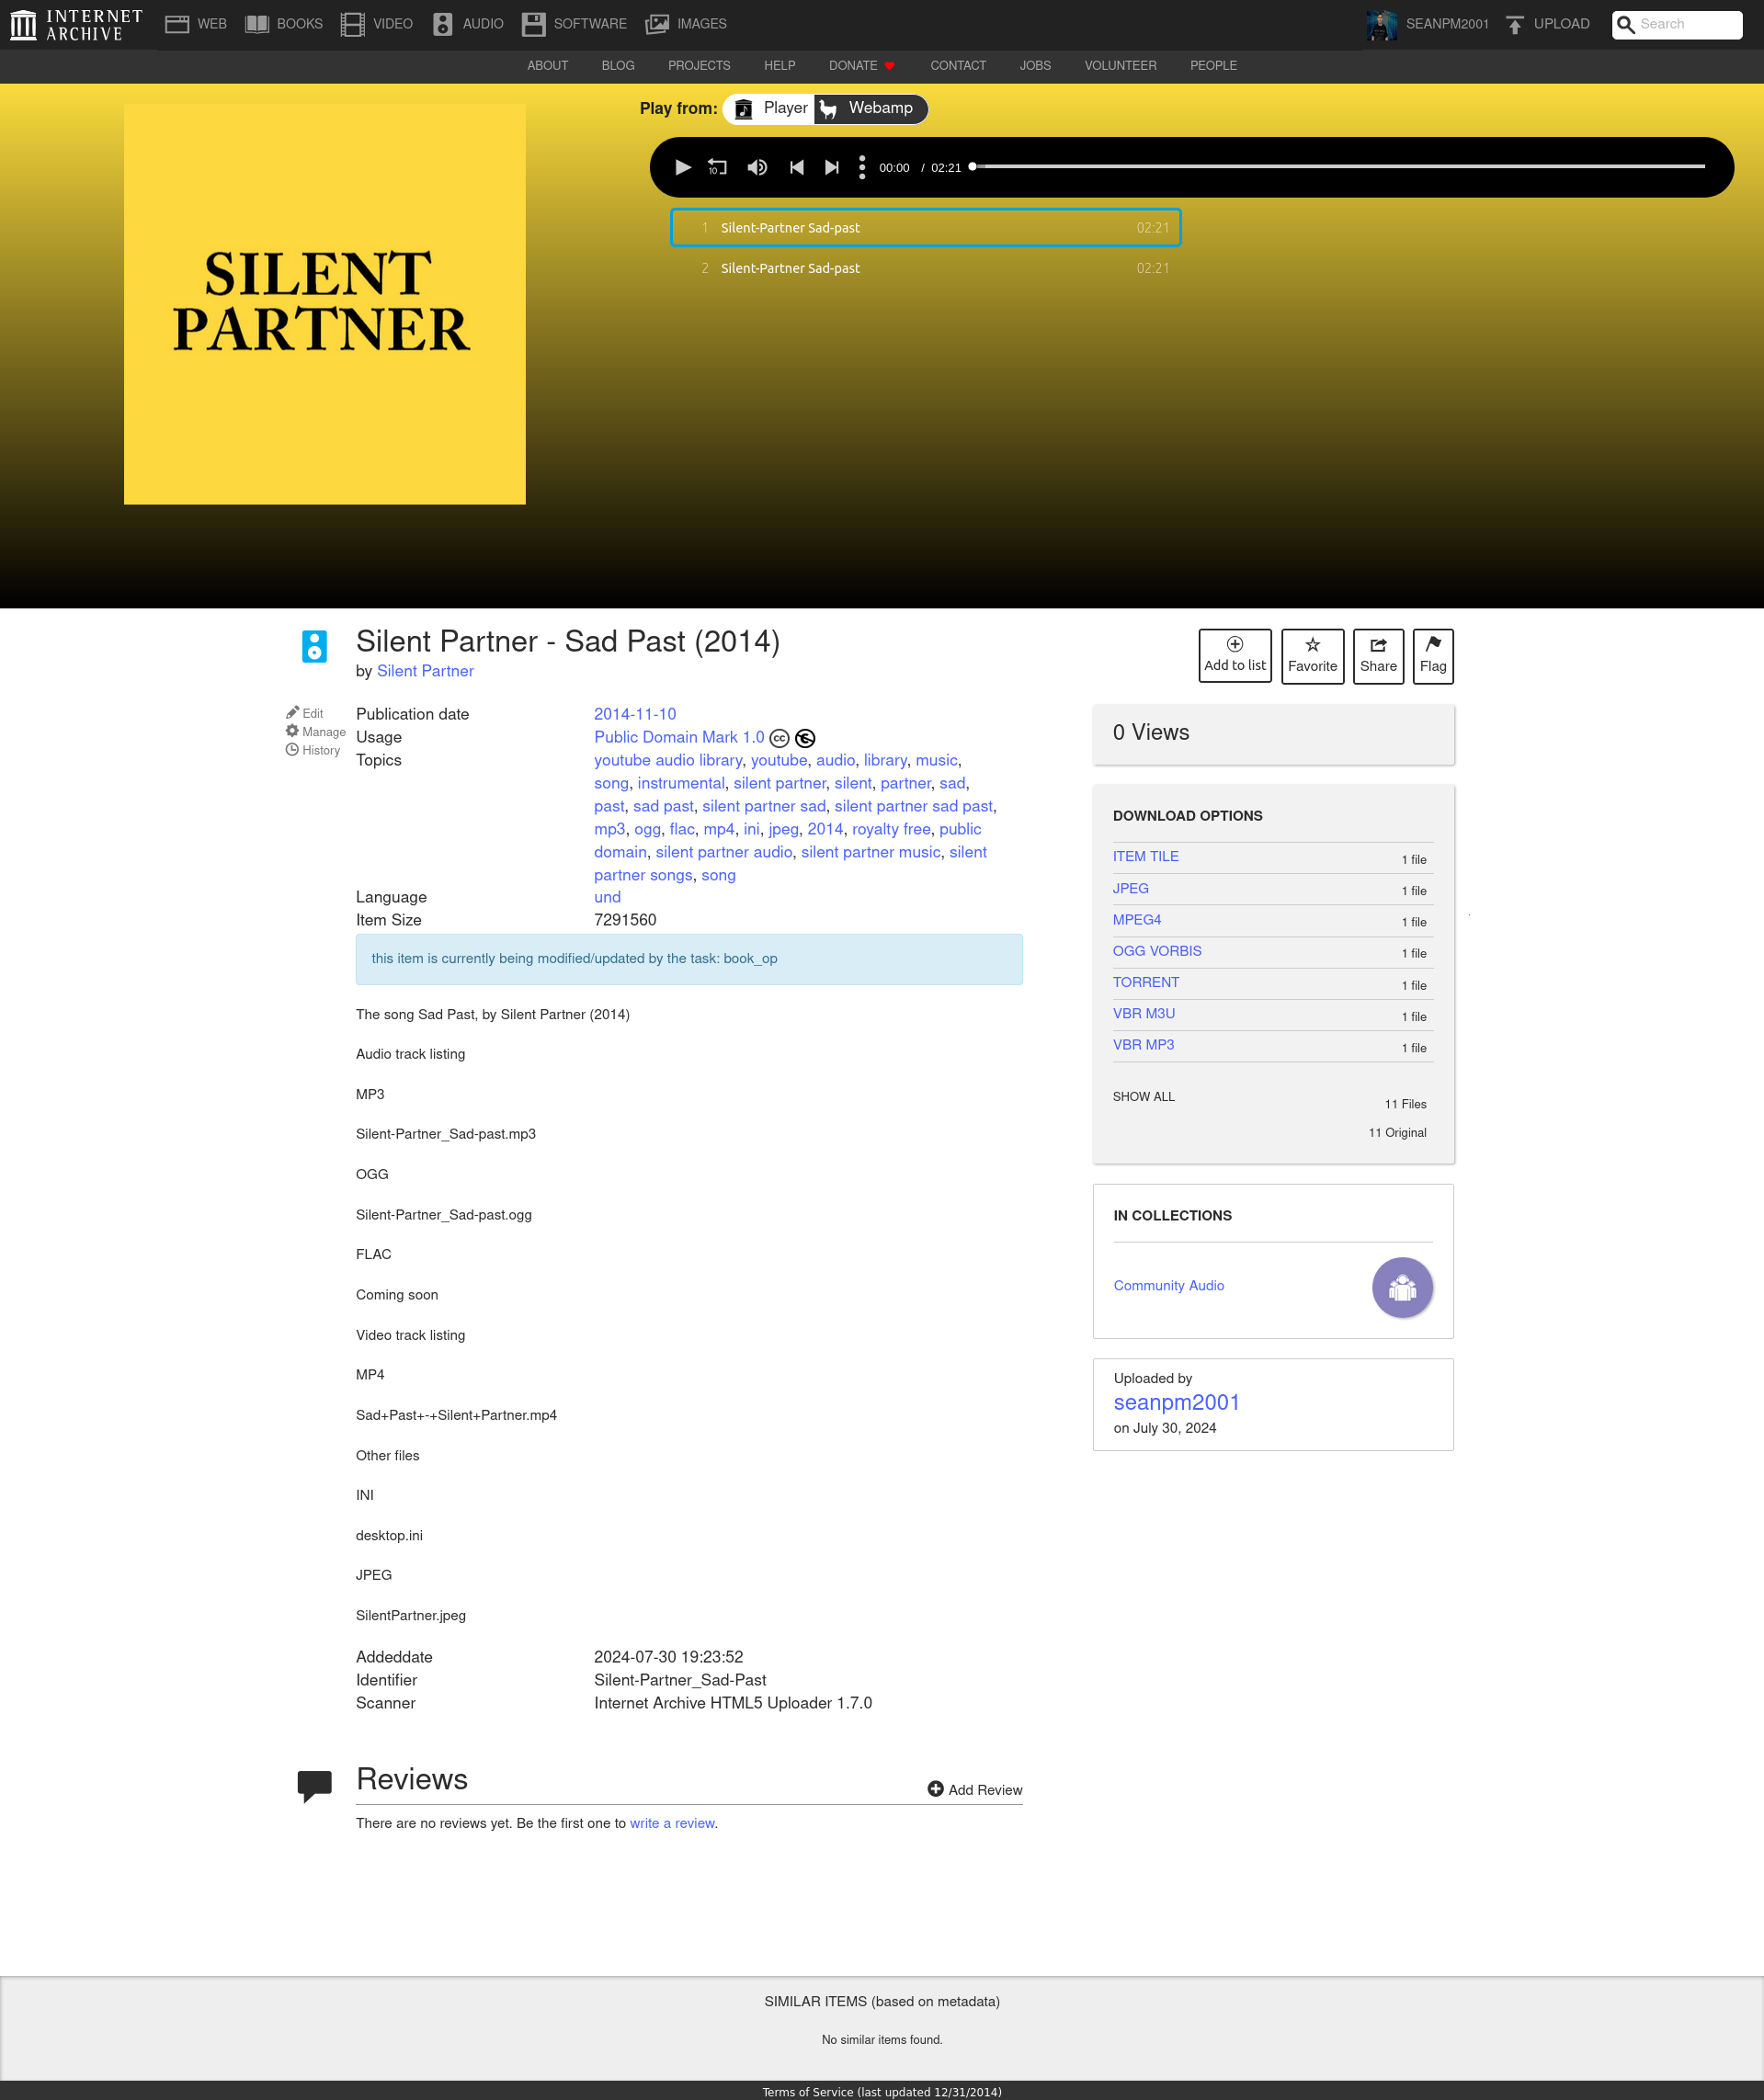 INTERNET ARCHIVE
WEB BOOKS VIDEO AUDIO SOFTWARE IMAGES SEANPM2001 UPLOAD Search
ABOUT BLOG PROJECTS HELP DONATE CONTACT JOBS VOLUNTEER PEOPLE
SILENT
PARTNER
Play from: Player Webamp
10 00:00 / 02:21
1 Silent-Partner Sad-past 02:21
2 Silent-Partner Sad-past 02:21
Silent Partner - Sad Past (2014)
by Silent Partner
Add to list Favorite Share Flag
Edit
Manage
History
Publication date 2014-11-10
Usage Public Domain Mark 1.0 cc
Topics youtube audio library, youtube, audio, library, music,
song, instrumental, silent partner, silent, partner, sad,
past, sad past, silent partner sad, silent partner sad past,
mp3, ogg, flac, mp4, ini, jpeg, 2014, royalty free, public
domain, silent partner audio, silent partner music, silent
partner songs, song
Language und
Item Size 7291560
this item is currently being modified/updated by the task: book_op
The song Sad Past, by Silent Partner (2014)
Audio track listing
MP3
Silent-Partner_Sad-past.mp3
OGG
Silent-Partner_Sad-past.ogg
FLAC
Coming soon
Video track listing
MP4
Sad+Past+-+Silent+Partner.mp4
Other files
INI
desktop.ini
JPEG
SilentPartner.jpeg
Addeddate 2024-07-30 19:23:52
Identifier Silent-Partner_Sad-Past
Scanner Internet Archive HTML5 Uploader 1.7.0
0 Views
DOWNLOAD OPTIONS
ITEM TILE 1 file
JPEG 1 file
MPEG4 1 file
OGG VORBIS 1 file
TORRENT 1 file
VBR M3U 1 file
VBR MP3 1 file
SHOW ALL 11 Files
11 Original
IN COLLECTIONS
Community Audio
Uploaded by
seanpm2001
on July 30, 2024
Reviews
Add Review
There are no reviews yet. Be the first one to write a review.
SIMILAR ITEMS (based on metadata)
No similar items found.
Terms of Service (last updated 12/31/2014)